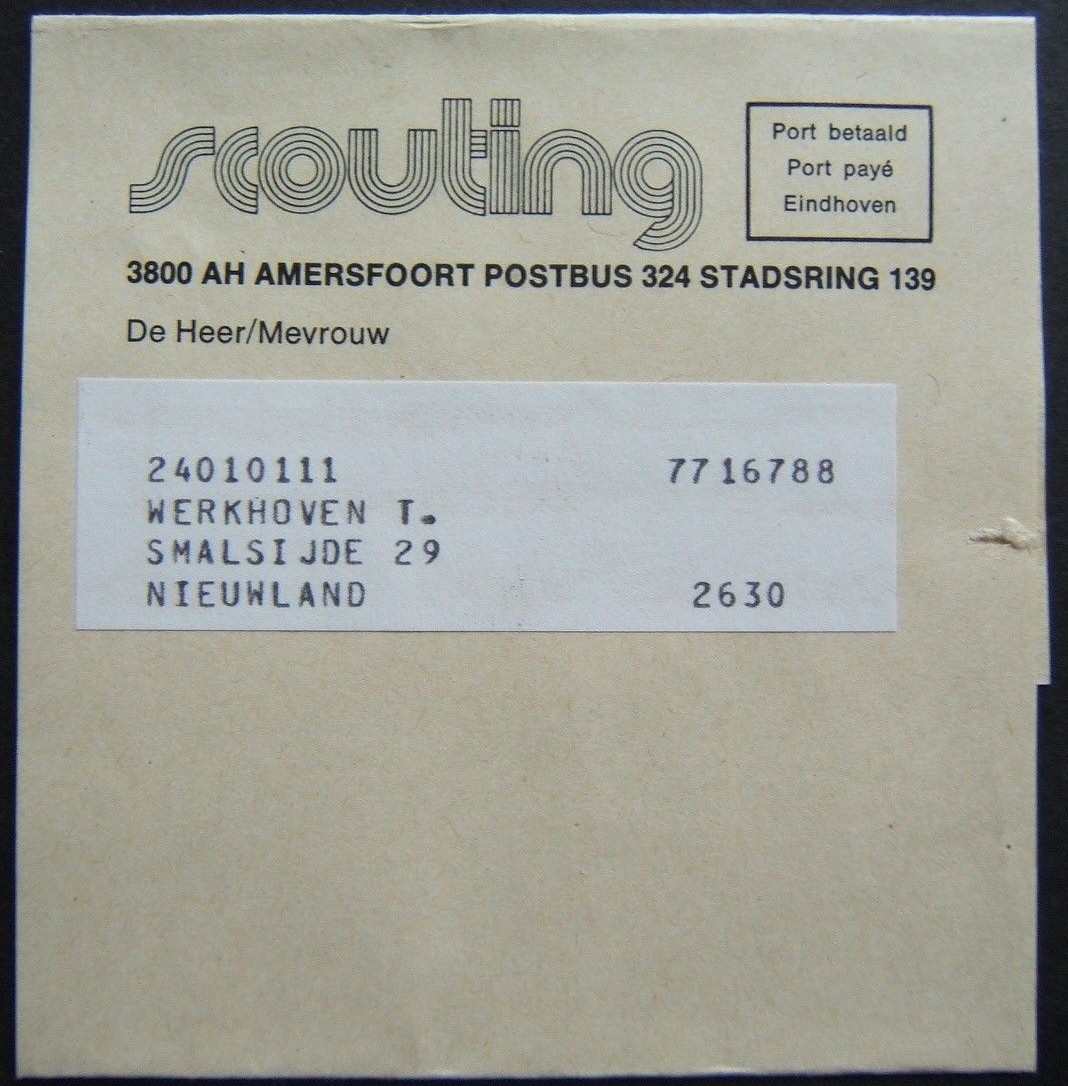 scouting
Port betaald
Port payé
Eindhoven
3800 AH AMERSFOORT POSTBUS 324 STADSRING 139
De Heer/Mevrouw
24010111 7716788
WERKHOVEN T.
SMALSIJDE 29
NIEUWLAND 2630